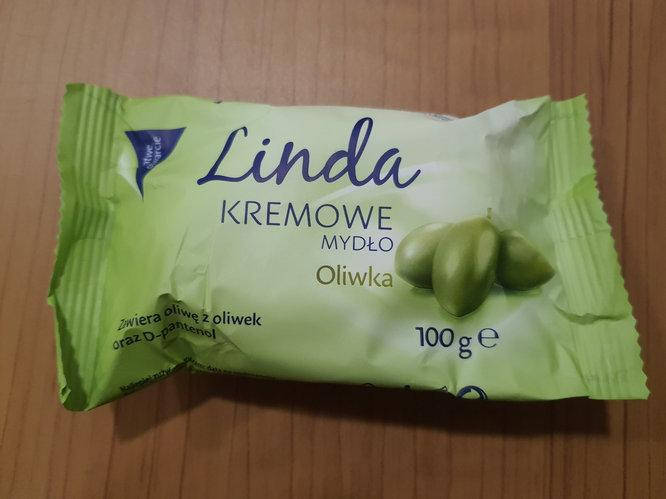 Linda
KREMOWE
MYDŁO
Oliwka
Zawiera oliwę z oliwek
oraz D-pantenol
100 g e